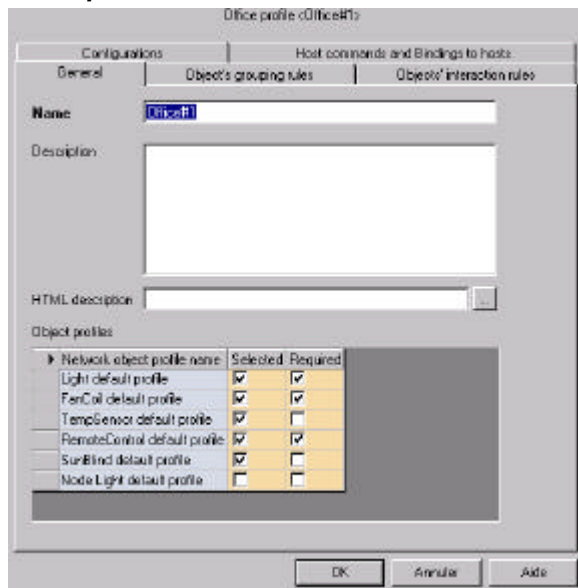 Office profile <Office#1>
Configurations
Host commands and Bindings to hosts
General
Object's grouping rules
Objects' interaction rules
Name
Office#1
Description
HTML description
...
Object profiles
Network object profile name Selected Required
Light default profile
FanCoil default profile
TempSensor default profile
RemoteControl default profile
SunBlind default profile
Node Light default profile
OK
Annuler
Aide